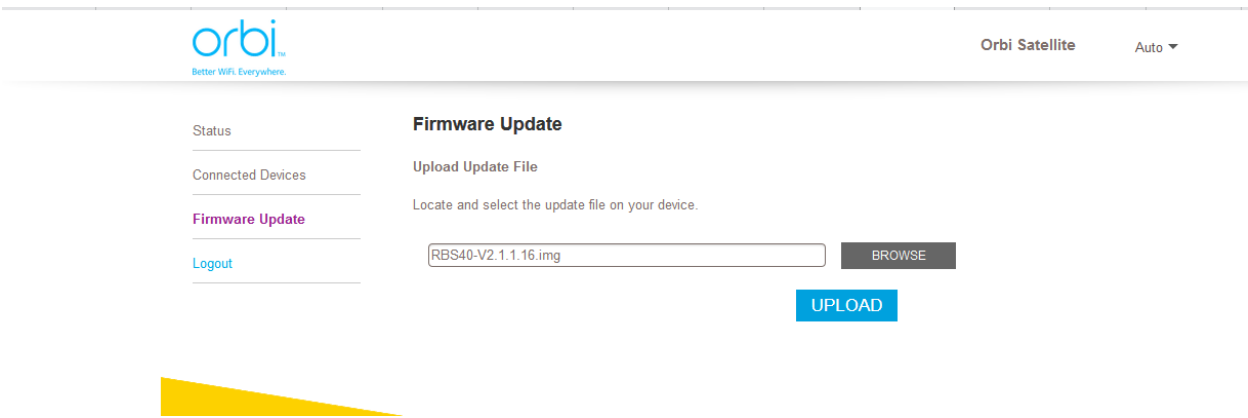 orbi™
Better WiFi. Everywhere.
Orbi Satellite
Auto
Status
Connected Devices
Firmware Update
Logout
Firmware Update
Upload Update File
Locate and select the update file on your device.
RBS40-V2.1.1.16.img
BROWSE
UPLOAD